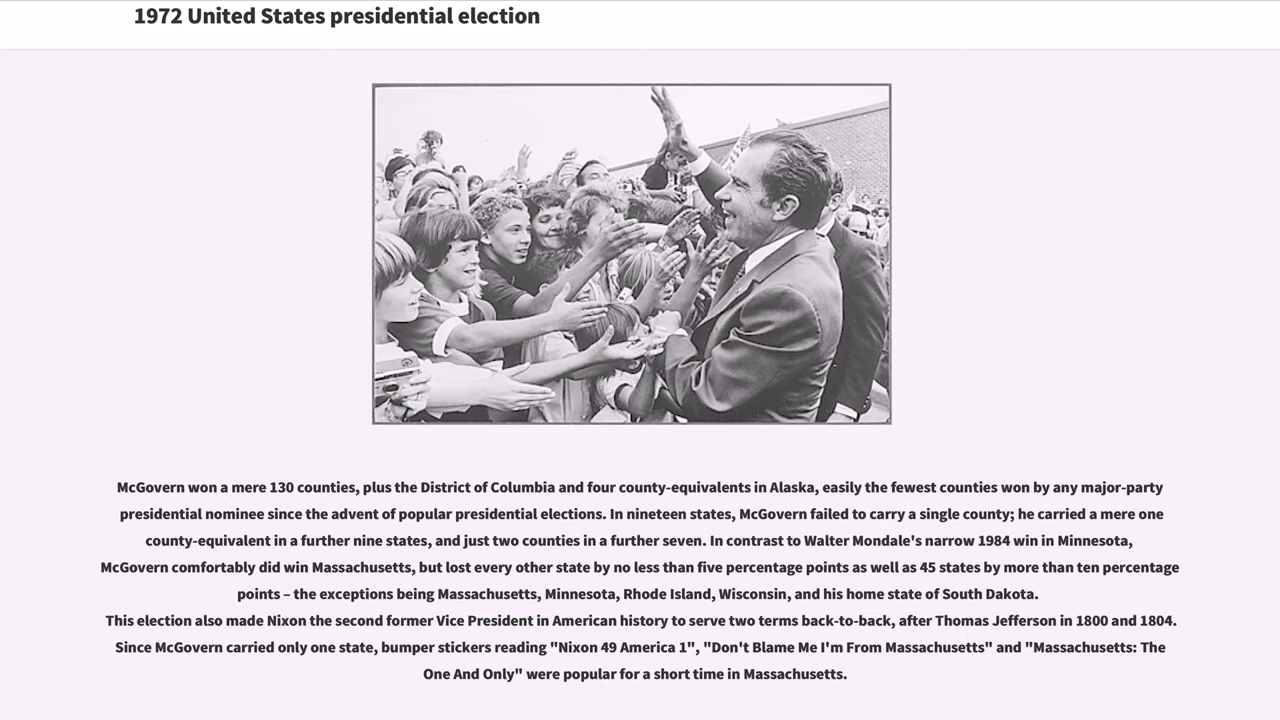 1972 United States presidential election
McGovern won a mere 130 counties, plus the District of Columbia and four county-equivalents in Alaska, easily the fewest counties won by any major-party
presidential nominee since the advent of popular presidential elections. In nineteen states, McGovern failed to carry a single county; he carried a mere one
county-equivalent in a further nine states, and just two counties in a further seven. In contrast to Walter Mondale's narrow 1984 win in Minnesota,
McGovern comfortably did win Massachusetts, but lost every other state by no less than five percentage points as well as 45 states by more than ten percentage
points – the exceptions being Massachusetts, Minnesota, Rhode Island, Wisconsin, and his home state of South Dakota.
This election also made Nixon the second former Vice President in American history to serve two terms back-to-back, after Thomas Jefferson in 1800 and 1804.
Since McGovern carried only one state, bumper stickers reading "Nixon 49 America 1", "Don't Blame Me I'm From Massachusetts" and "Massachusetts: The
One And Only" were popular for a short time in Massachusetts.